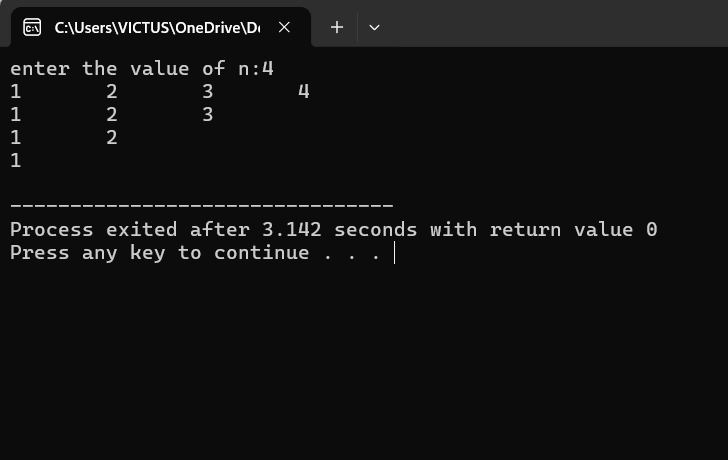 C:\Users\VICTUS\OneDrive\De
enter the value of n:4
1 2 3 4
1 2 3
1 2
1
--------------------------------
Process exited after 3.142 seconds with return value 0
Press any key to continue . . .